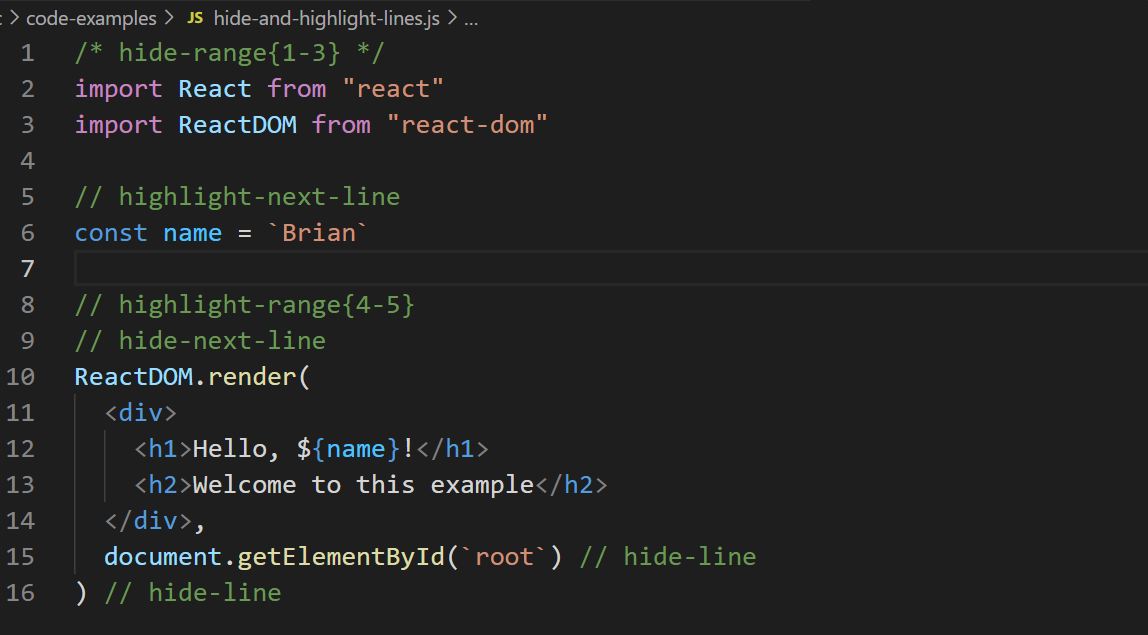 : > code-examples > JS hide-and-highlight-lines.js > ...
1 /* hide-range{1-3} */
2 import React from "react"
3 import ReactDOM from "react-dom"
4
5 // highlight-next-line
6 const name = `Brian`
7
8 // highlight-range{4-5}
9 // hide-next-line
10 ReactDOM.render(
11   <div>
12     <h1>Hello, ${name}!</h1>
13     <h2>Welcome to this example</h2>
14   </div>,
15   document.getElementById(`root`) // hide-line
16 ) // hide-line